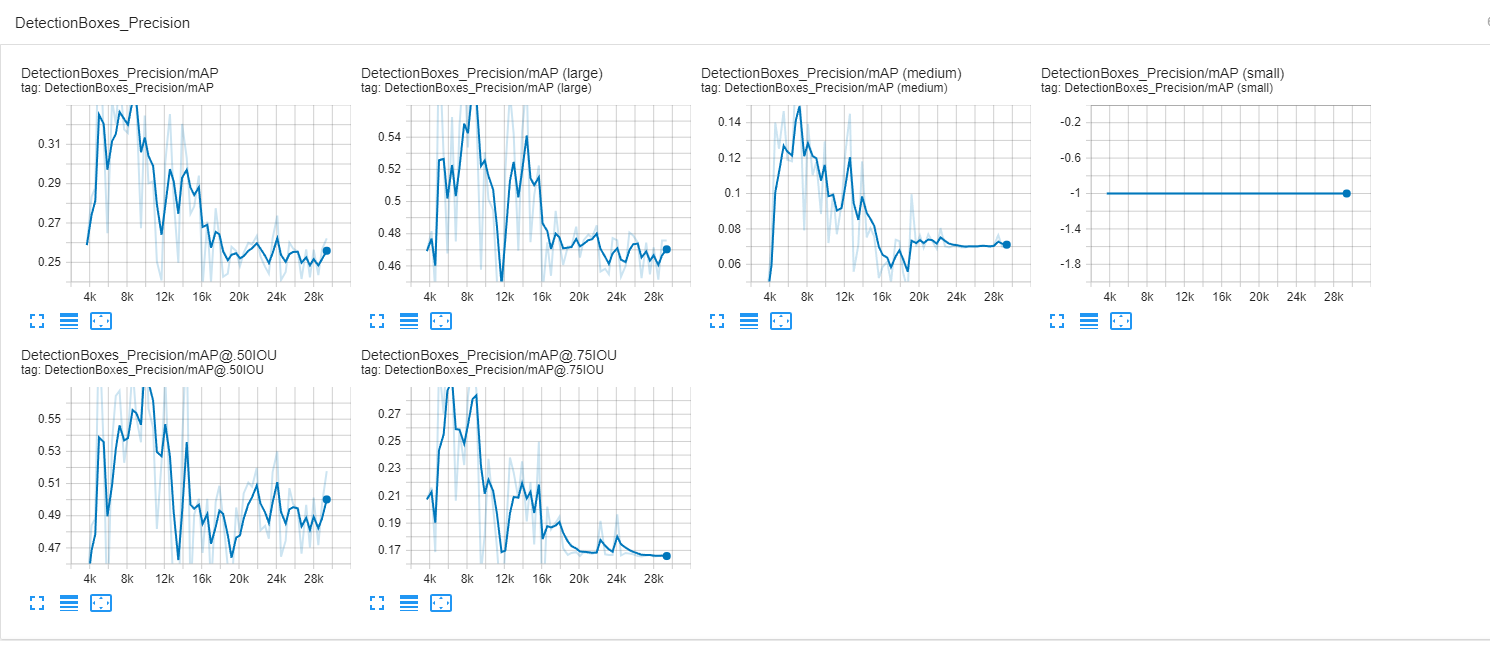 DetectionBoxes_Precision
DetectionBoxes_Precision/mAP
tag: DetectionBoxes_Precision/mAP
0.31
0.29
0.27
0.25
4k 8k 12k 16k 20k 24k 28k
DetectionBoxes_Precision/mAP (large)
tag: DetectionBoxes_Precision/mAP (large)
0.54
0.52
0.5
0.48
0.46
4k 8k 12k 16k 20k 24k 28k
DetectionBoxes_Precision/mAP (medium)
tag: DetectionBoxes_Precision/mAP (medium)
0.14
0.12
0.1
0.08
0.06
4k 8k 12k 16k 20k 24k 28k
DetectionBoxes_Precision/mAP (small)
tag: DetectionBoxes_Precision/mAP (small)
-0.2
-0.6
-1
-1.4
-1.8
4k 8k 12k 16k 20k 24k 28k
DetectionBoxes_Precision/mAP@.50IOU
tag: DetectionBoxes_Precision/mAP@.50IOU
0.55
0.53
0.51
0.49
0.47
4k 8k 12k 16k 20k 24k 28k
DetectionBoxes_Precision/mAP@.75IOU
tag: DetectionBoxes_Precision/mAP@.75IOU
0.27
0.25
0.23
0.21
0.19
0.17
4k 8k 12k 16k 20k 24k 28k